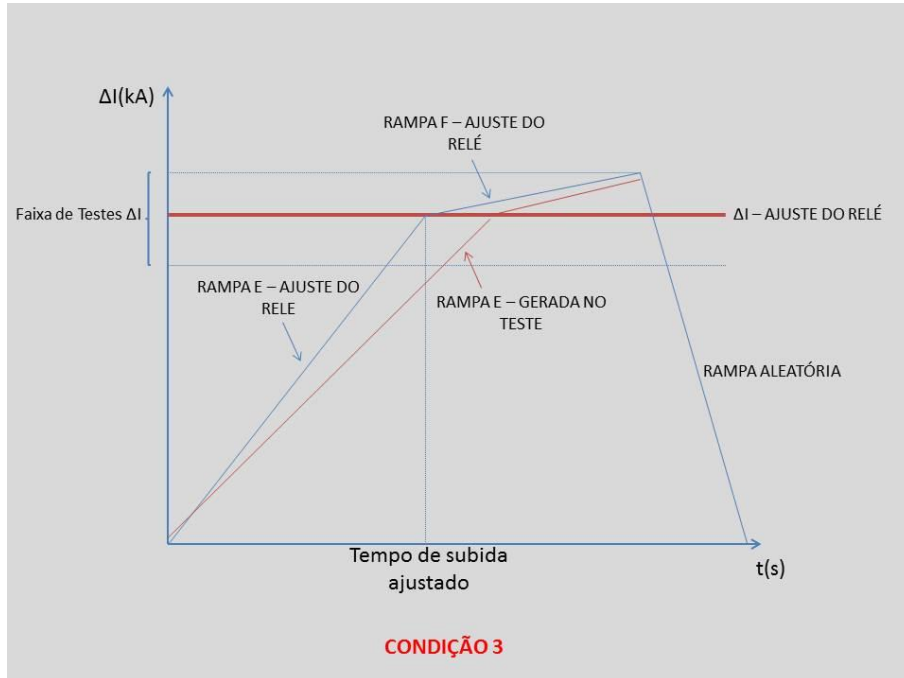 ΔI(kA)
RAMPA F – AJUSTE DO
RELÉ
Faixa de Testes ΔI
ΔI – AJUSTE DO RELÉ
RAMPA E – AJUSTE DO
RELE
RAMPA E – GERADA NO
TESTE
RAMPA ALEATÓRIA
Tempo de subida
ajustado
t(s)
CONDIÇÃO 3